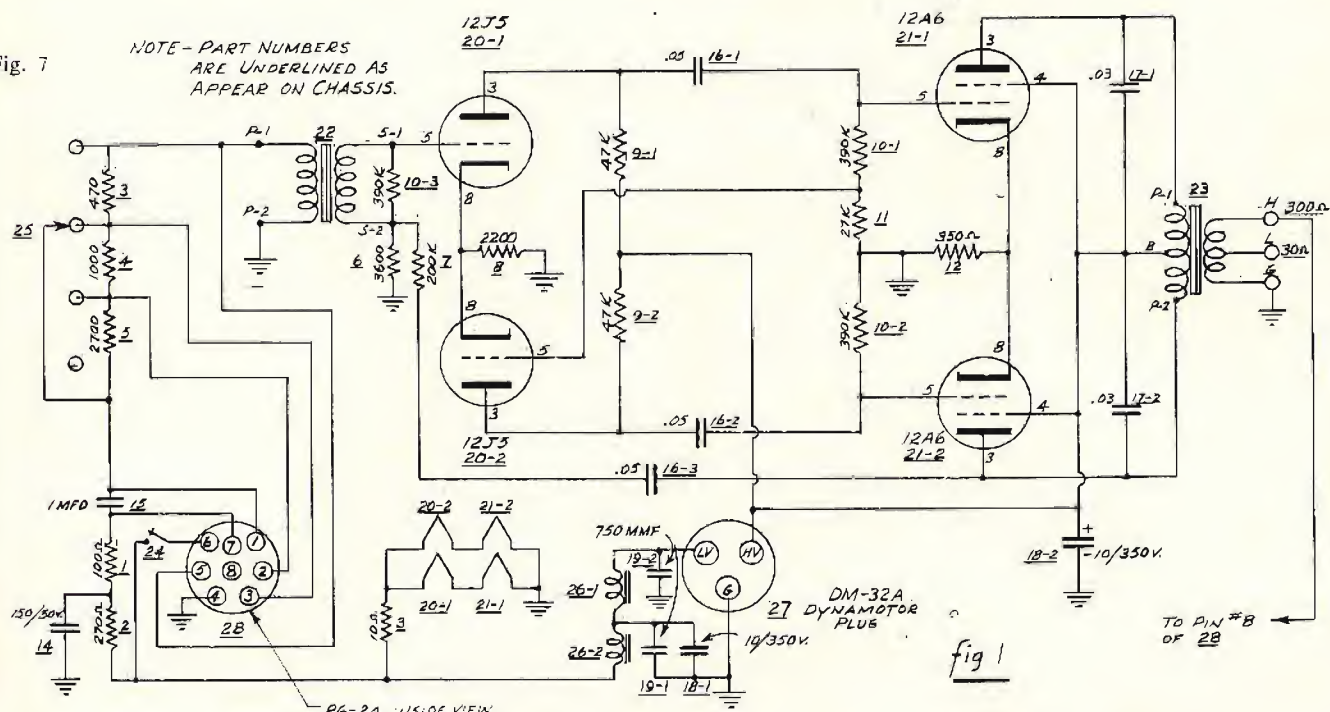 Fig. 7
NOTE - PART NUMBERS
ARE UNDERLINED AS
APPEAR ON CHASSIS.
12J5
20-1
12A6
21-1
3
5
8
.05 16-1
3
4
5
8
.03 17-1
P-1 22 S-1
P-2 S-2
470 3
25
1000 4
2700 5
390K 10-3
3600 6
200K 7
2200
8
47K 9-1
47K 9-2
390K 10-1
27K 11
350Ω
12
390K 10-2
P-1 23
B
P-2
H 300Ω
L 30Ω
G
8
5
3
12J5
20-2
.05 16-2
.05 16-3
8
5
4
3
12A6
21-2
.03 17-2
1 MFD 15
24
100Ω 1
270Ω 2
150/50V.
14
6 7 1
5 8 2
4 3
28
20-2 21-2
20-1 21-1
10Ω 3
750 MMF
19-2
26-1
26-2
19-1 18-1
10/350V.
LV HV
G
27
DM-32A
DYNAMOTOR
PLUG
18-2
+
10/350V.
TO PIN #8
OF 28
fig 1
PG-2A INSIDE VIEW